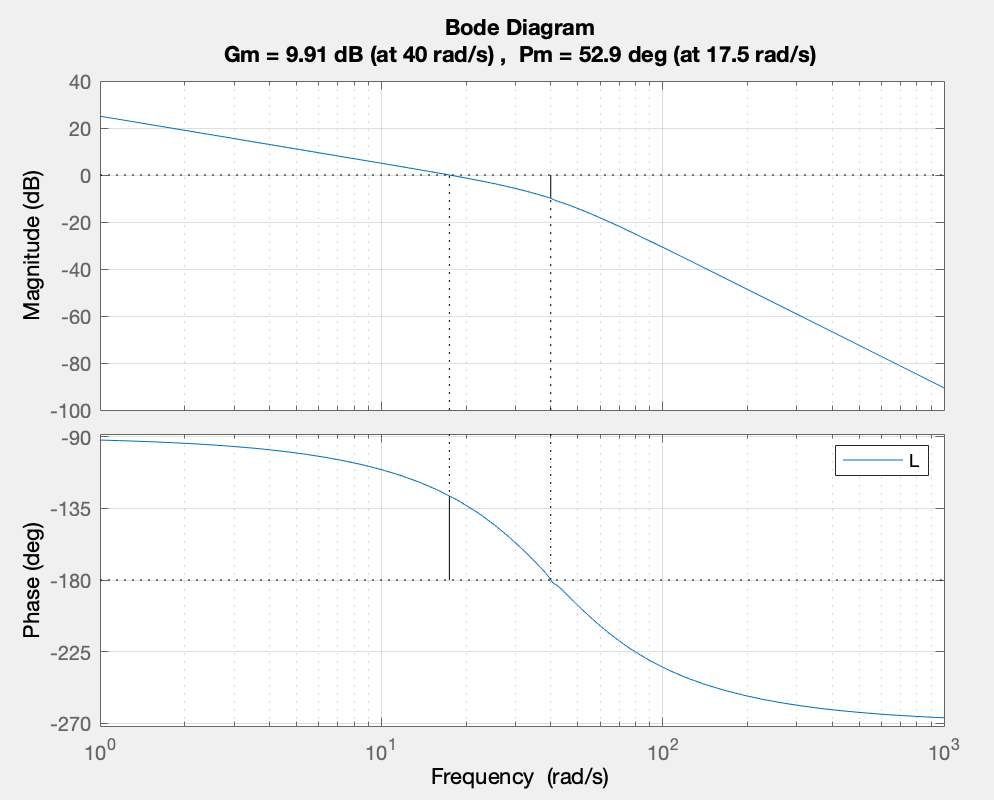 Bode Diagram
Gm = 9.91 dB (at 40 rad/s) ,  Pm = 52.9 deg (at 17.5 rad/s)
Magnitude (dB)
40
20
0
-20
-40
-60
-80
-100
Phase (deg)
-90
-135
-180
-225
-270
L
10^0
10^1
10^2
10^3
Frequency  (rad/s)